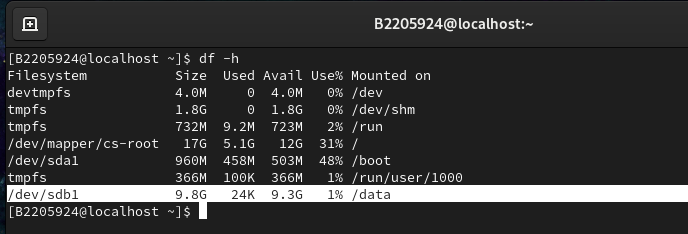 B2205924@localhost:~
[B2205924@localhost ~]$ df -h
Filesystem           Size  Used Avail Use% Mounted on
devtmpfs             4.0M     0  4.0M   0% /dev
tmpfs                1.8G     0  1.8G   0% /dev/shm
tmpfs                732M  9.2M  723M   2% /run
/dev/mapper/cs-root   17G  5.1G   12G  31% /
/dev/sda1            960M  458M  503M  48% /boot
tmpfs                366M  100K  366M   1% /run/user/1000
/dev/sdb1            9.8G   24K  9.3G   1% /data
[B2205924@localhost ~]$